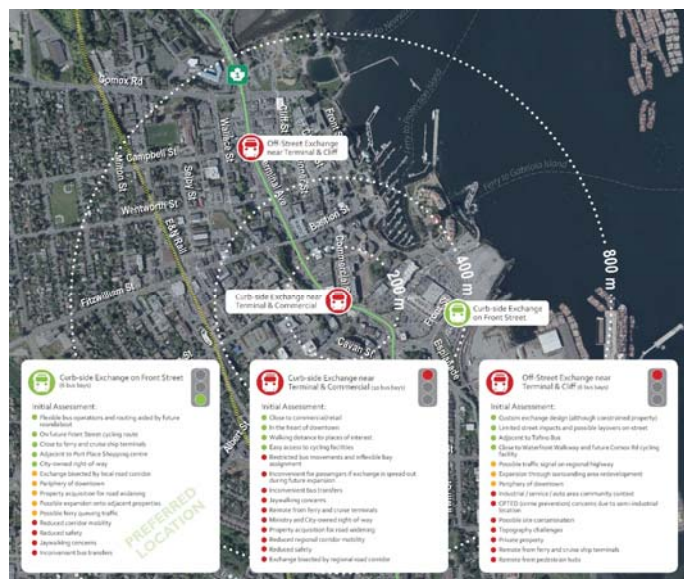 Comox Rd
Campbell St
Wentworth St
Fitzwilliam St
Milton St
Selby St
E&N Rail
Albert St
Wallace St
Cliff St
Front St
Bastion St
Commercial
Cavan St
Front St
Esplanade
Ferry to Gabriola Island
200 m
400 m
800 m
Off-Street Exchange
near Terminal & Cliff
Curb-side Exchange near
Terminal & Commercial
Curb-side Exchange
on Front Street
Curb-side Exchange on Front Street
(6 bus bays)
Initial Assessment:
Flexible bus operations and routing aided by future
roundabout
On future Front Street cycling route
Close to ferry and cruise ship terminals
Adjacent to Port Place Shopping centre
City-owned right-of-way
Exchange bisected by local road corridor
Periphery of downtown
Property acquisition for road widening
Possible expansion onto adjacent properties
Possible ferry queuing traffic
Reduced corridor mobility
Reduced safety
Jaywalking concerns
Inconvenient bus transfers
PREFERRED
LOCATION
Curb-side Exchange near
Terminal & Commercial
Initial Assessment:
Close to commercial/retail
In the heart of downtown
Walking distance to places of interest
Easy access to cycling facilities
Restricted bus movements and inflexible Bay
assignment
Inconvenient for passengers if exchange is spread out
during future expansion
Inconvenient bus transfers
Jaywalking concerns
Remote from ferry and cruise terminals
Ministry and City-owned right-of-way
Property acquisition for road widening
Reduced regional corridor mobility
Reduced safety
Exchange bisected by regional road corridor
Off-Street Exchange near
Terminal & Cliff (6 bus bays)
Initial Assessment:
Custom exchange design (although constrained property)
Limited street impacts and possible layovers on street
Adjacent to Tofino Bus
Close to Waterfront Walkway and future Comox Rd cycling
facility
Possible traffic signal on regional highway
Expansion through surrounding area redevelopment
Periphery of downtown
Industrial / service / auto area community context
CPTED (crime prevention) concerns due to semi-industrial
location
Possible site contamination
Topography challenges
Private property
Remote from ferry and cruise ship terminals
Remote from pedestrian hubs